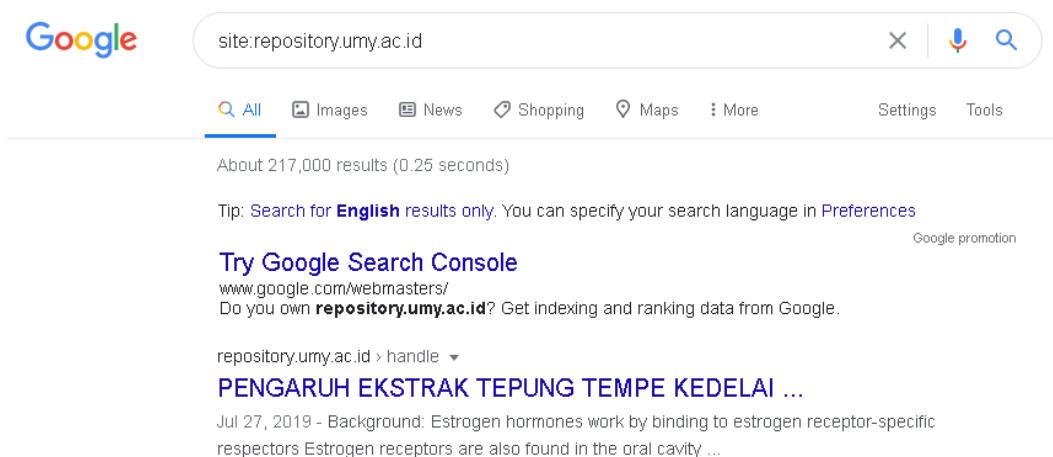 Google
site:repository.umy.ac.id
All Images News Shopping Maps More Settings Tools
About 217,000 results (0.25 seconds)
Tip: Search for English results only. You can specify your search language in Preferences
Google promotion
Try Google Search Console
www.google.com/webmasters/
Do you own repository.umy.ac.id? Get indexing and ranking data from Google.
repository.umy.ac.id › handle
PENGARUH EKSTRAK TEPUNG TEMPE KEDELAI ...
Jul 27, 2019 - Background: Estrogen hormones work by binding to estrogen receptor-specific
respectors Estrogen receptors are also found in the oral cavity ...